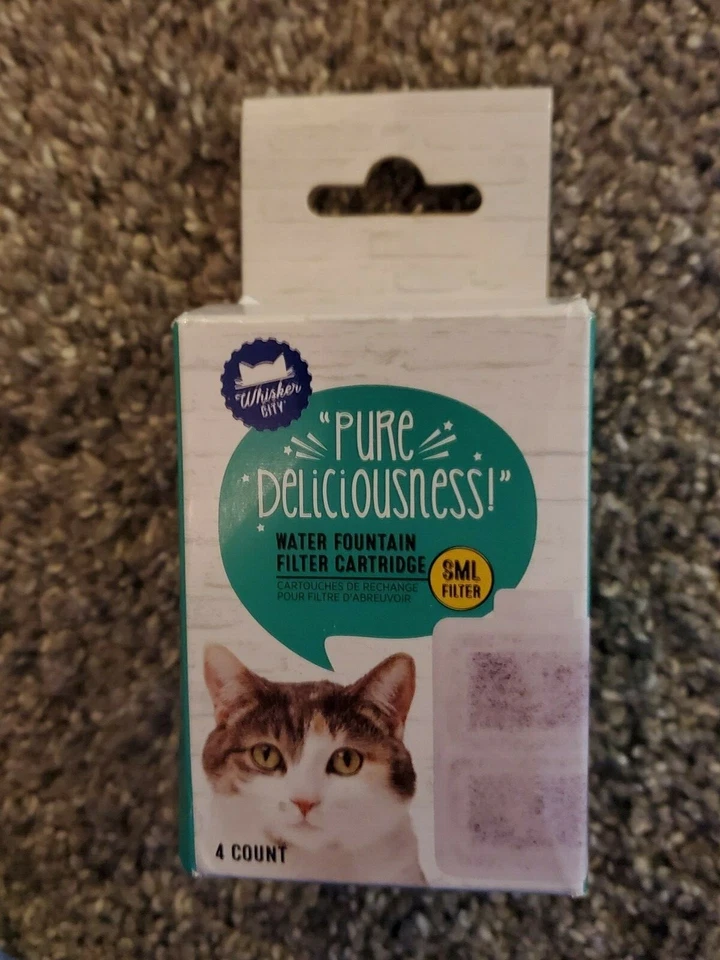 Whisker
CITY
"PURE
DELICIOUSNESS!"
WATER FOUNTAIN
FILTER CARTRIDGE
CARTOUCHES DE RECHANGE
POUR FILTRE D'ABREUVOIR
SML
FILTER
4 COUNT